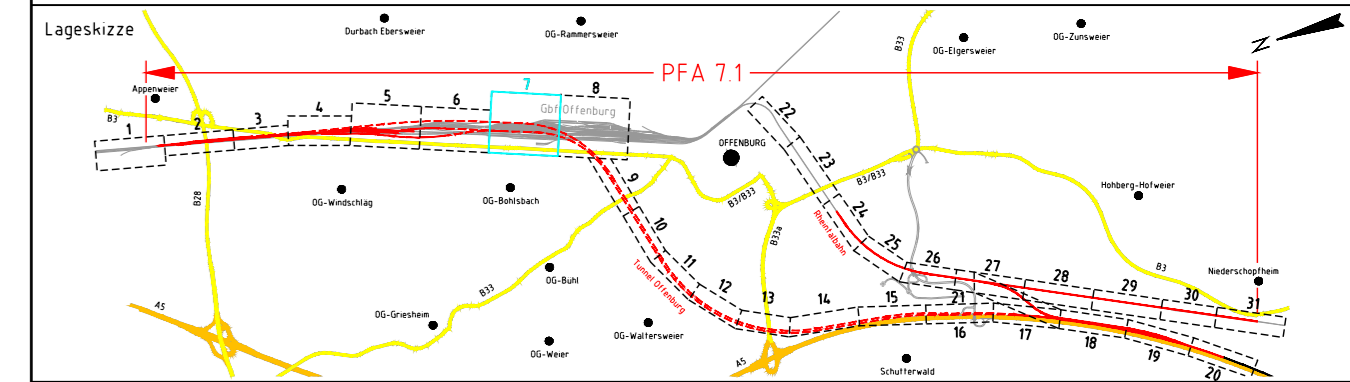 Lageskizze
Durbach Ebersweier
OG-Rammersweier
B33
OG-Elgersweier
OG-Zunsweier
N
PFA 7.1
Appenweier
B3
1
2
3
4
5
6
7
8
Gbf Offenburg
22
OFFENBURG
23
B3/B33
B3/B33
24
Rheintalbahn
25
26
27
28
29
30
31
Hohberg-Hofweier
B3
Niederschopfheim
B28
OG-Windschläg
OG-Bohlsbach
9
10
11
12
13
14
15
21
16
17
18
19
20
Tunnel Offenburg
B33a
OG-Bühl
B33
A5
OG-Griesheim
OG-Weier
OG-Waltersweier
A5
Schutterwald